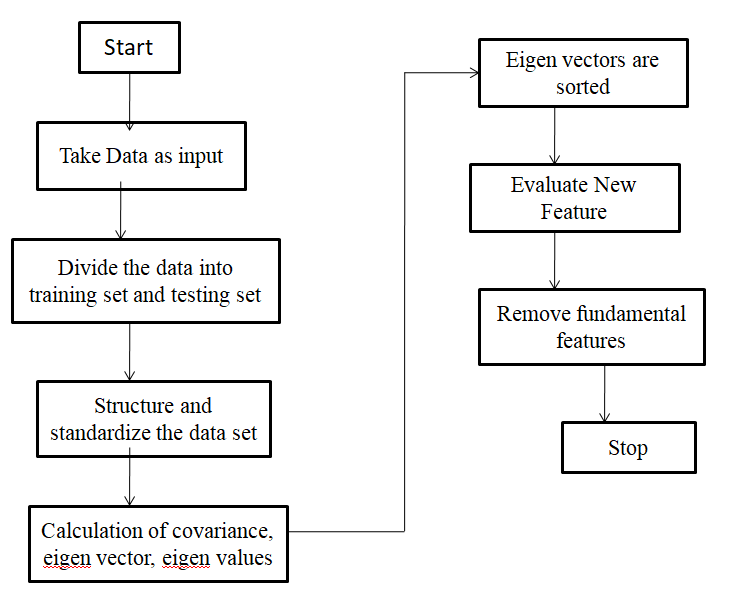 Start
Take Data as input
Divide the data into
training set and testing set
Structure and
standardize the data set
Calculation of covariance,
eigen vector, eigen values
Eigen vectors are
sorted
Evaluate New
Feature
Remove fundamental
features
Stop